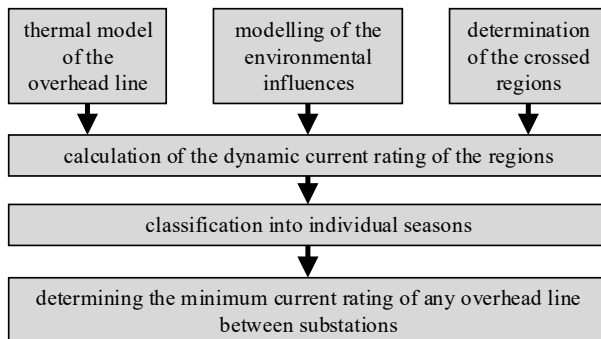 thermal model
of the
overhead line
modelling of the
environmental
influences
determination
of the crossed
regions
calculation of the dynamic current rating of the regions
classification into individual seasons
determining the minimum current rating of any overhead line
between substations